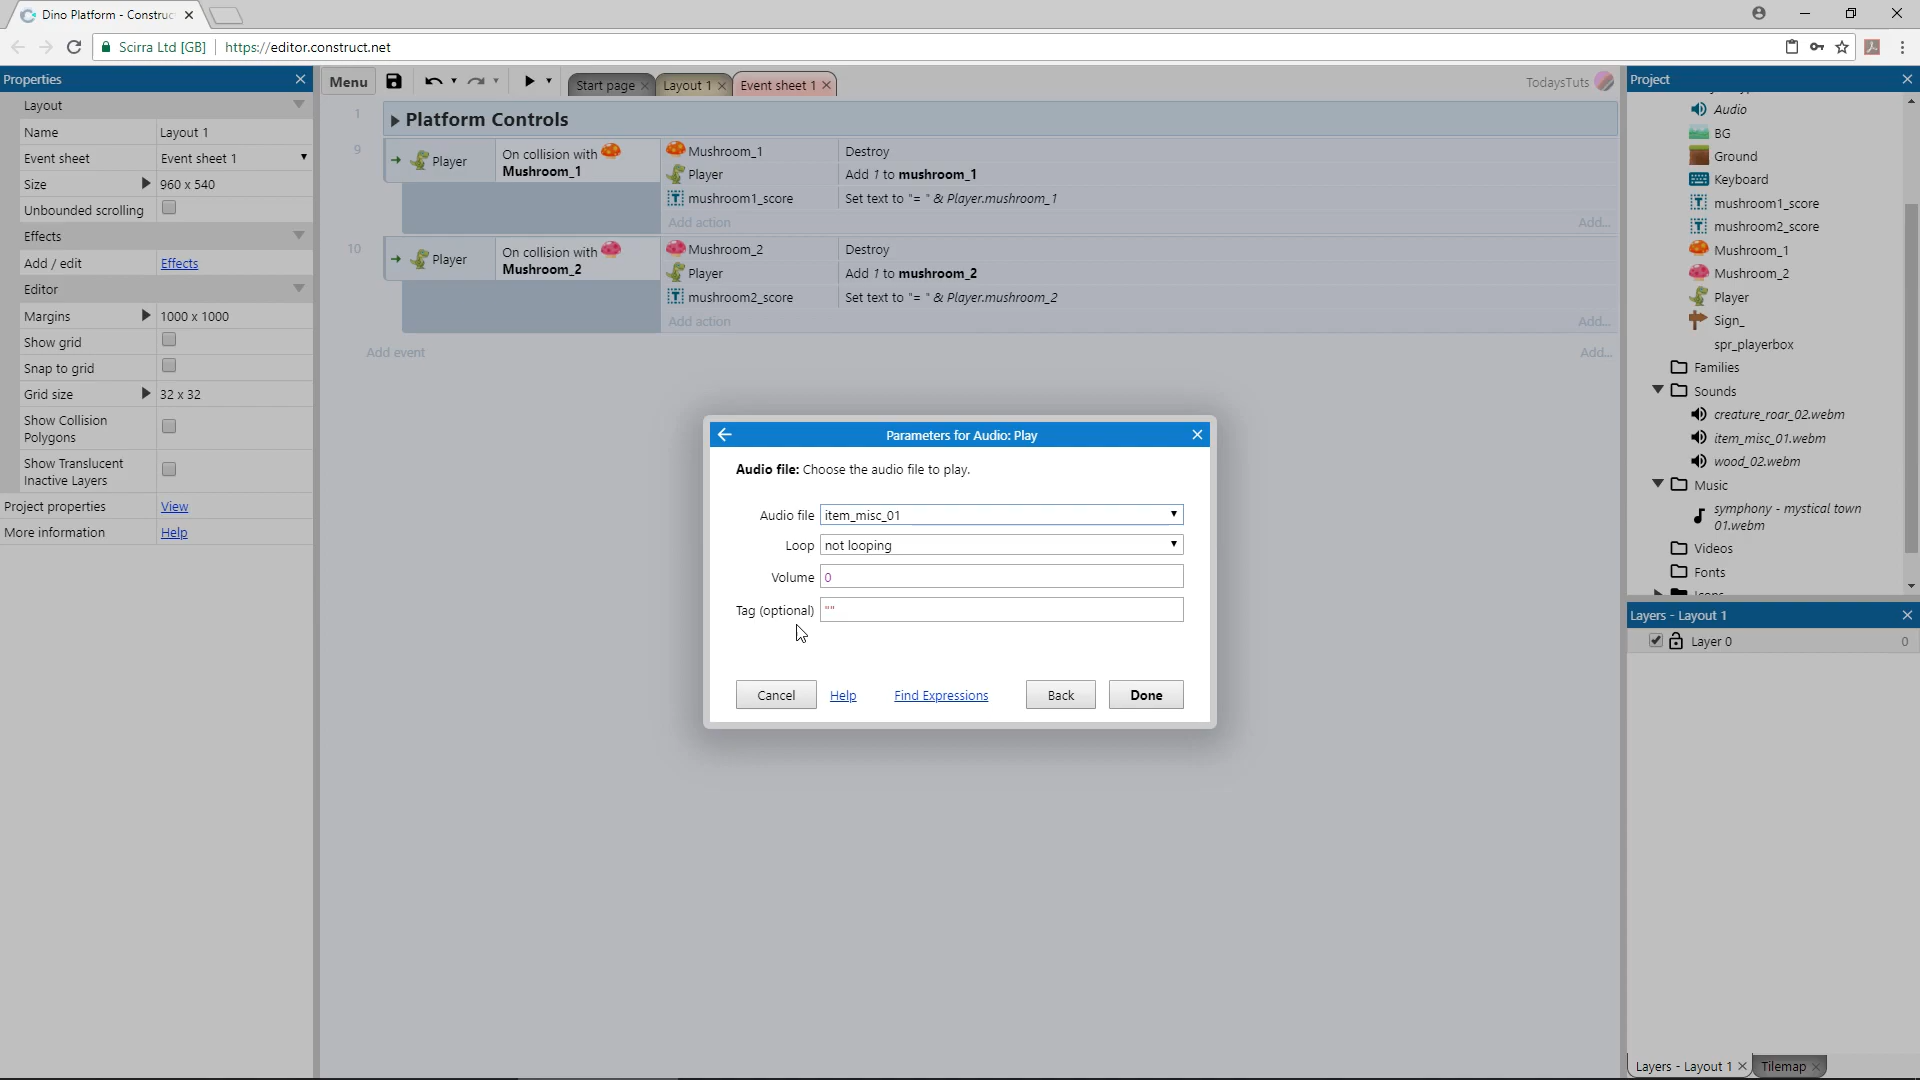 Dino Platform - Construc
Scirra Ltd [GB] https://editor.construct.net
Properties
Layout
Name Layout 1
Event sheet Event sheet 1
Size 960 x 540
Unbounded scrolling
Effects
Add / edit Effects
Editor
Margins 1000 x 1000
Show grid
Snap to grid
Grid size 32 x 32
Show Collision
Polygons
Show Translucent
Inactive Layers
Project properties View
More information Help
Menu
Start page
Layout 1
Event sheet 1
TodaysTuts
1 Platform Controls
9 Player On collision with
Mushroom_1
Mushroom_1 Destroy
Player Add 1 to mushroom_1
mushroom1_score Set text to "= " & Player.mushroom_1
Add action Add...
10 Player On collision with
Mushroom_2
Mushroom_2 Destroy
Player Add 1 to mushroom_2
mushroom2_score Set text to "= " & Player.mushroom_2
Add action Add...
Add event Add...
Parameters for Audio: Play
Audio file: Choose the audio file to play.
Audio file item_misc_01
Loop not looping
Volume 0
Tag (optional) ""
Cancel Help Find Expressions Back Done
Project
Audio
BG
Ground
Keyboard
mushroom1_score
mushroom2_score
Mushroom_1
Mushroom_2
Player
Sign_
spr_playerbox
Families
Sounds
creature_roar_02.webm
item_misc_01.webm
wood_02.webm
Music
symphony - mystical town
01.webm
Videos
Fonts
Layers - Layout 1
Layer 0 0
Layers - Layout 1 Tilemap